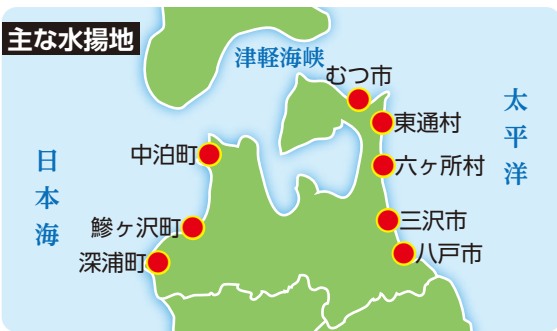 主な水揚地
津軽海峡
むつ市
太平洋
東通村
日本海
中泊町
六ヶ所村
三沢市
鰺ヶ沢町
八戸市
深浦町